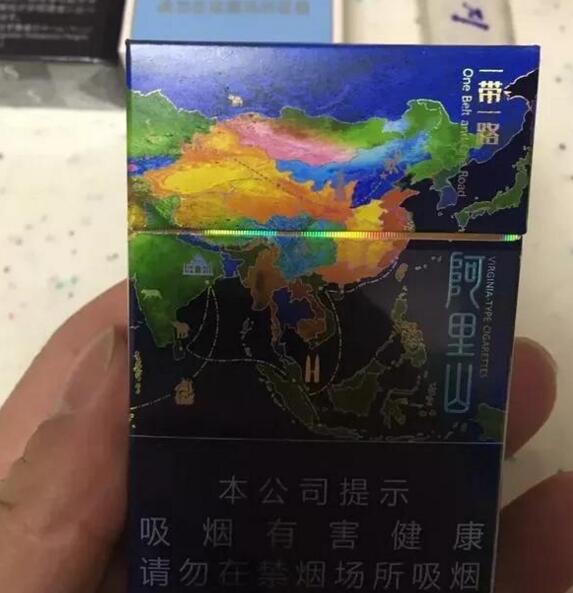 一带一路
One Belt and One Road
阿里山
VIRGINIA-TYPE CIGARETTES
本公司提示
吸烟有害健康
请勿在禁烟场所吸烟